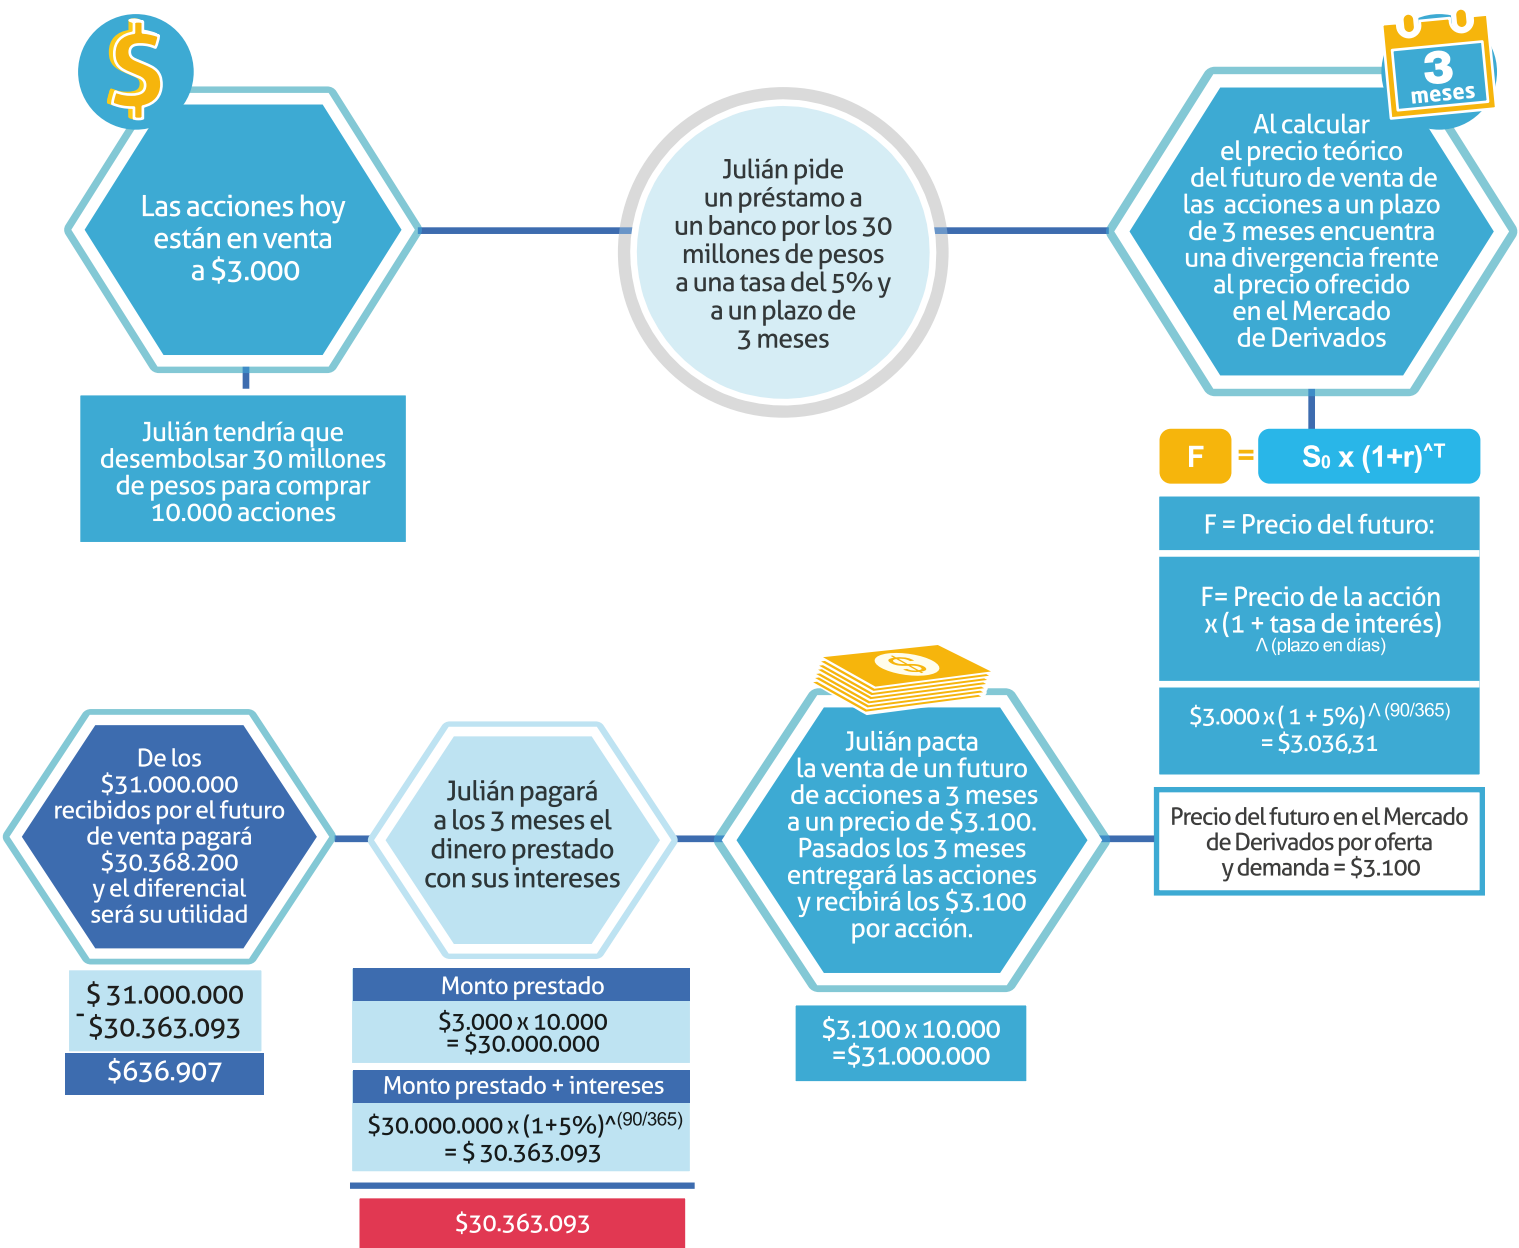 $
Las acciones hoy
están en venta
a $3.000
Julián tendría que
desembolsar 30 millones
de pesos para comprar
10.000 acciones
Julián pide
un préstamo a
un banco por los 30
millones de pesos
a una tasa del 5% y
a un plazo de
3 meses
3
meses
Al calcular
el precio teórico
del futuro de venta de
las acciones a un plazo
de 3 meses encuentra
una divergencia frente
al precio ofrecido
en el Mercado
de Derivados
F = S₀ x (1+r)^T
F = Precio del futuro:
F= Precio de la acción
x (1 + tasa de interés)
Λ (plazo en días)
$3.000 x ( 1 + 5%) Λ (90/365)
= $3.036,31
Precio del futuro en el Mercado
de Derivados por oferta
y demanda = $3.100
$
Julián pacta
la venta de un futuro
de acciones a 3 meses
a un precio de $3.100.
Pasados los 3 meses
entregará las acciones
y recibirá los $3.100
por acción.
$3.100 x 10.000
=$31.000.000
Julián pagará
a los 3 meses el
dinero prestado
con sus intereses
Monto prestado
$3.000 x 10.000
= $30.000.000
Monto prestado + intereses
$30.000.000 x (1+5%)^(90/365)
= $ 30.363.093
$30.363.093
De los
$31.000.000
recibidos por el futuro
de venta pagará
$30.368.200
y el diferencial
será su utilidad
$ 31.000.000
-
$30.363.093
$636.907